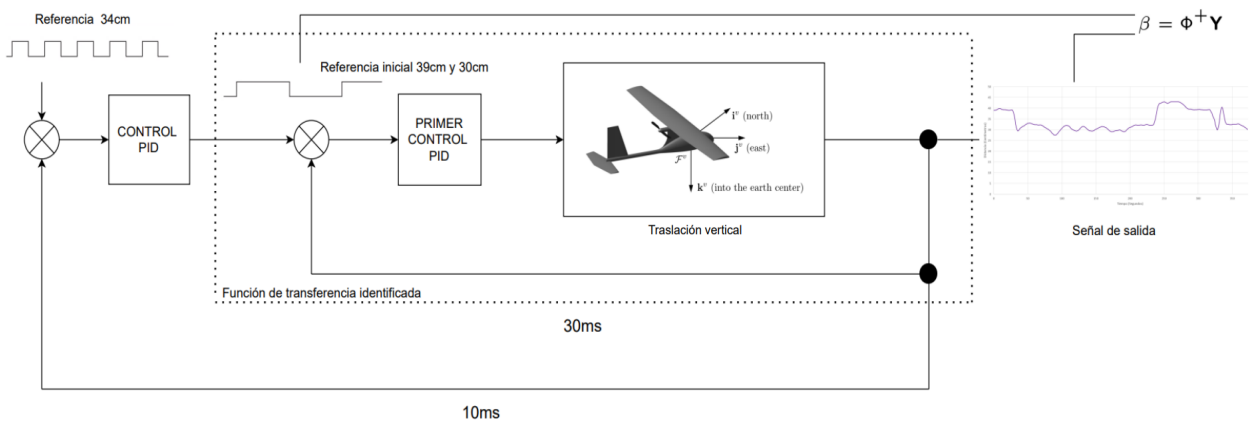 Referencia 34cm
β = Φ⁺Y
Referencia inicial 39cm y 30cm
CONTROL
PID
PRIMER
CONTROL
PID
iᵛ (north)
jᵛ (east)
𝓕ᵛ
kᵛ (into the earth center)
Traslación vertical
Señal de salida
Función de transferencia identificada
30ms
10ms